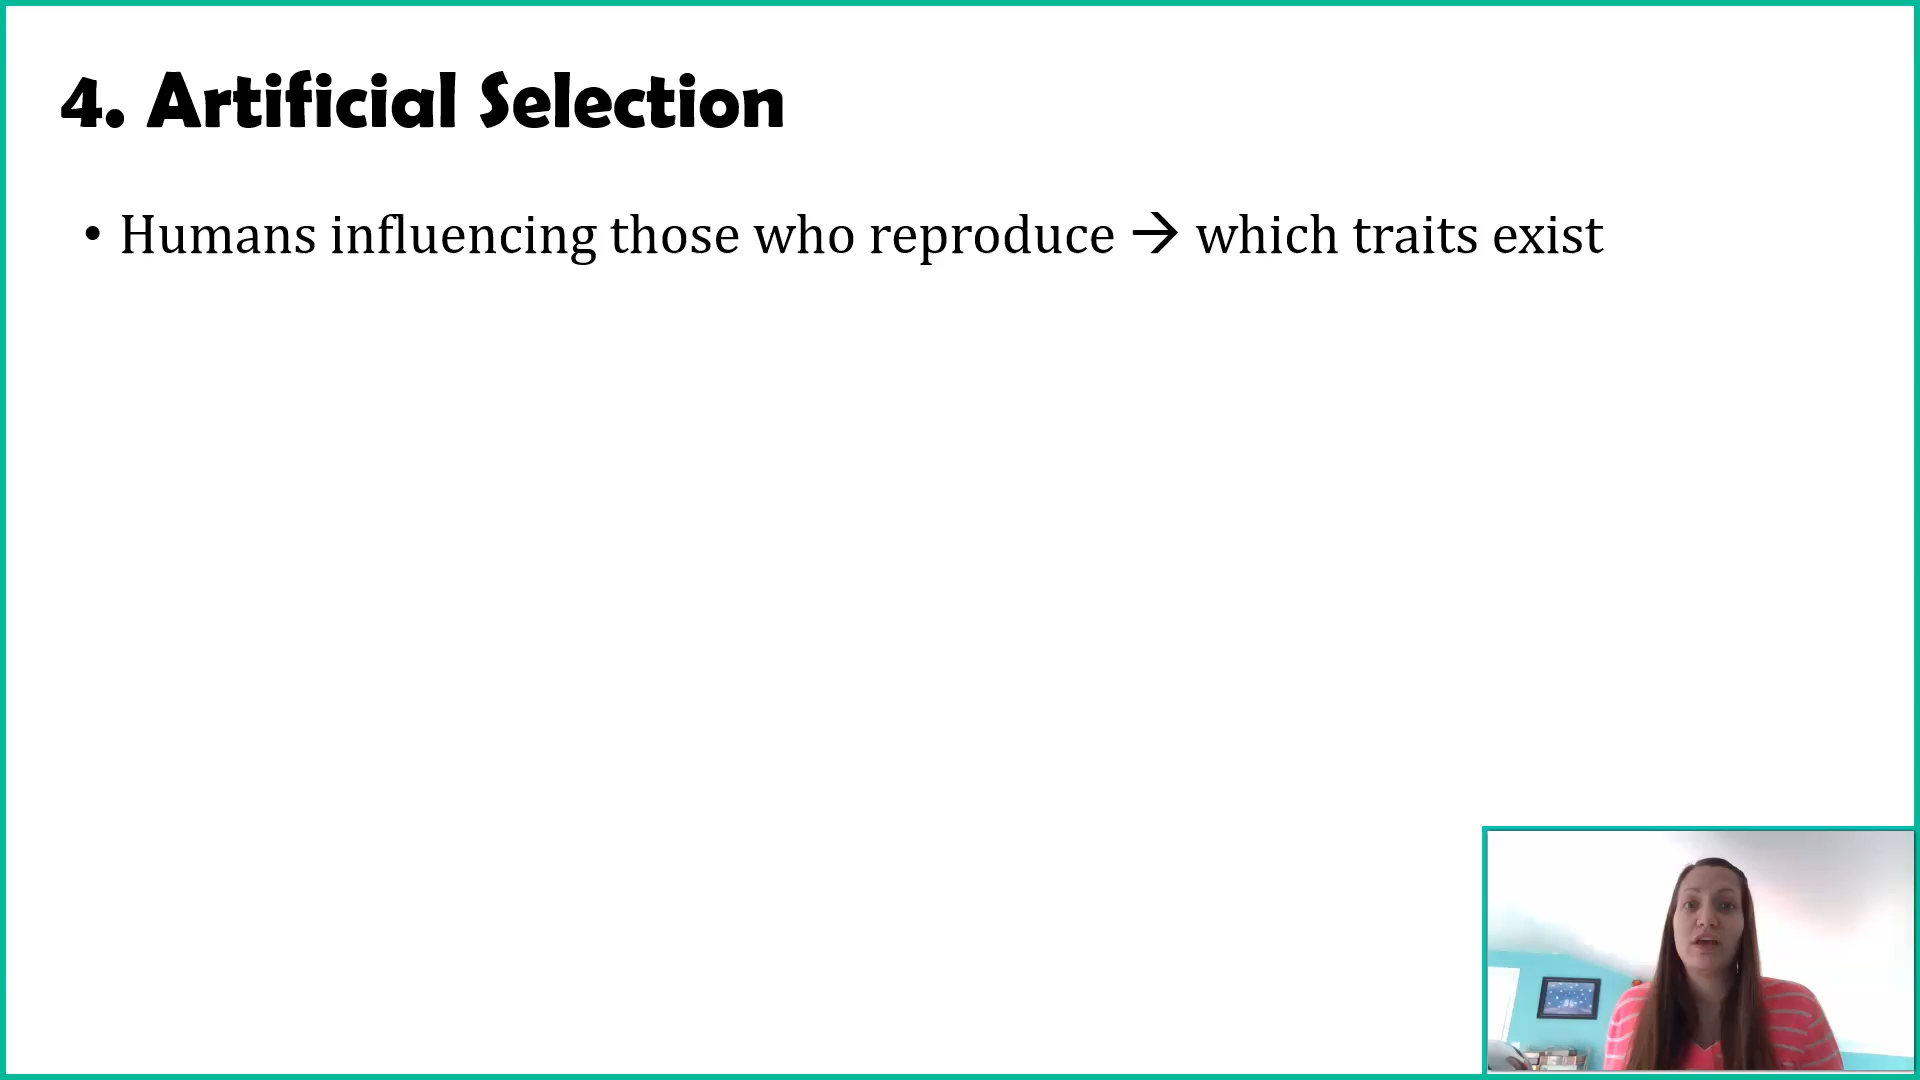 4. Artificial Selection
• Humans influencing those who reproduce → which traits exist